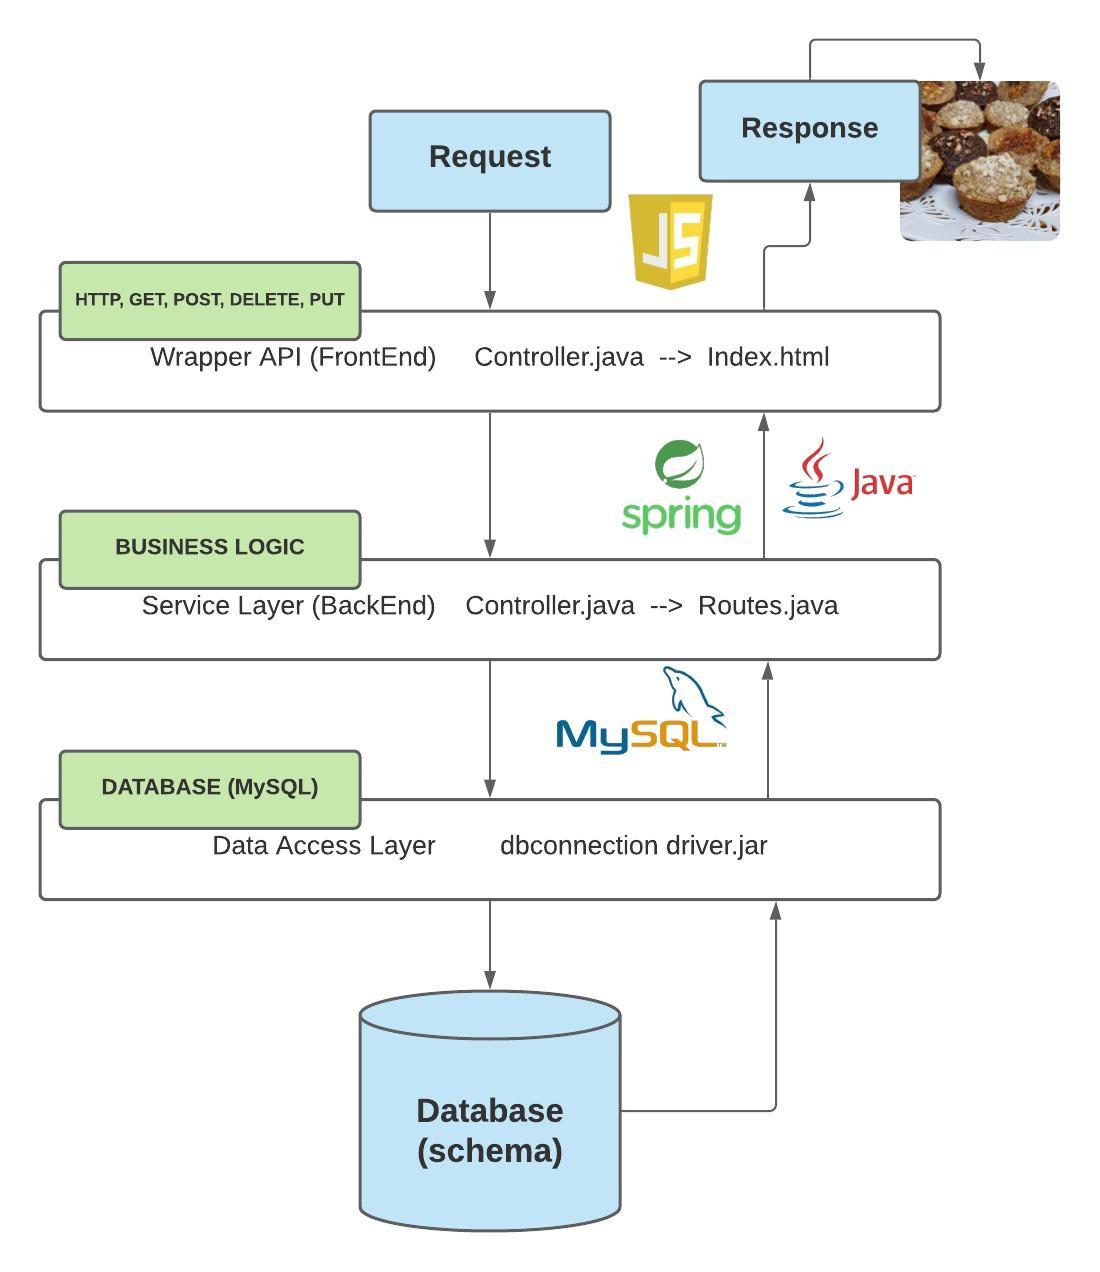 Response
Request
JS
HTTP, GET, POST, DELETE, PUT
Wrapper API (FrontEnd) Controller.java --> Index.html
spring
Java
BUSINESS LOGIC
Service Layer (BackEnd) Controller.java --> Routes.java
MySQL™
DATABASE (MySQL)
Data Access Layer dbconnection driver.jar
Database
(schema)